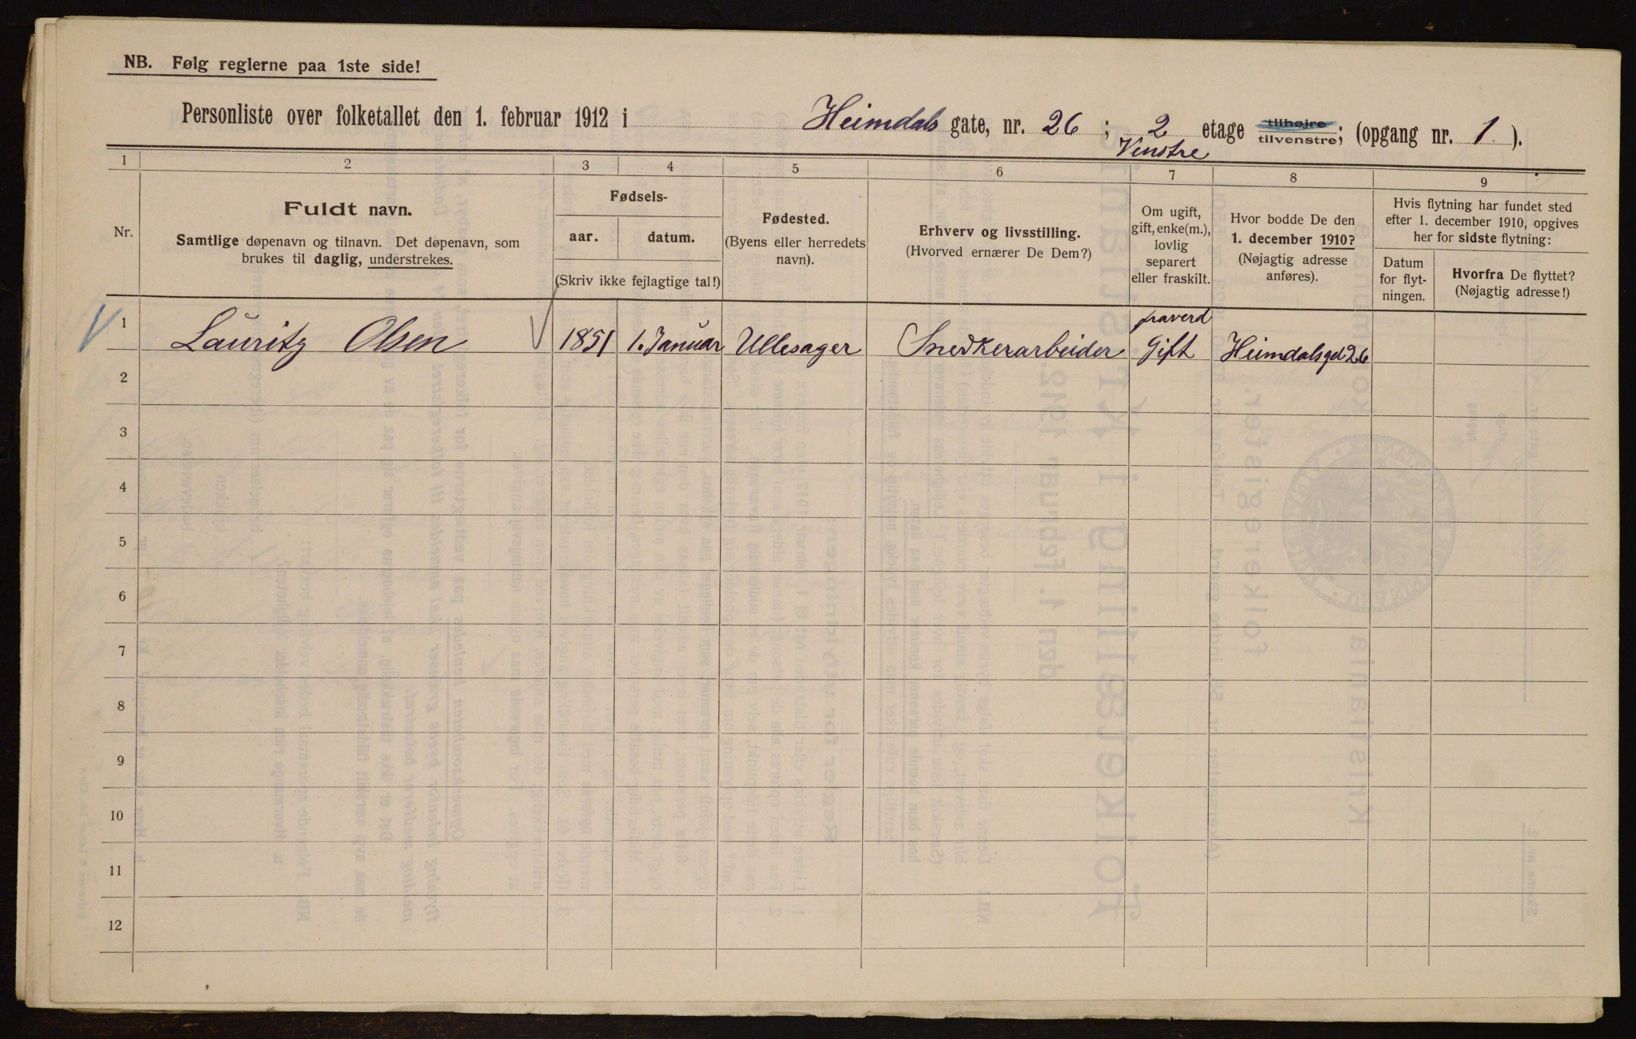 NB. Følg reglerne paa 1ste side!
Personliste over folketallet den 1. februar 1912 i Heimdals gate, nr. 26 ; 2 etage tilhøjre tilvenstre; (opgang nr. 1 ).
Venstre
1 2 3 4 5 6 7 8 9
Nr.
Fuldt navn.
Samtlige døpenavn og tilnavn. Det døpenavn, som
brukes til daglig, understrekes.
Fødsels-
aar. datum.
(Skriv ikke fejlagtige tal!)
Fødested.
(Byens eller herredets
navn).
Erhverv og livsstilling.
(Hvorved ernærer De Dem?)
Om ugift,
gift, enke(m.),
lovlig
separert
eller fraskilt.
Hvor bodde De den
1. december 1910?
(Nøjagtig adresse
anføres).
Hvis flytning har fundet sted
efter 1. december 1910, opgives
her for sidste flytning:
Datum
for flyt-
ningen.
Hvorfra De flyttet?
(Nøjagtig adresse!)
1 Lauritz Olsen 1851 1. Januar Ullesager Snedkerarbeider fraverd Gift Heimdalsgd 26
2
3
4
5
6
7
8
9
10
11
12